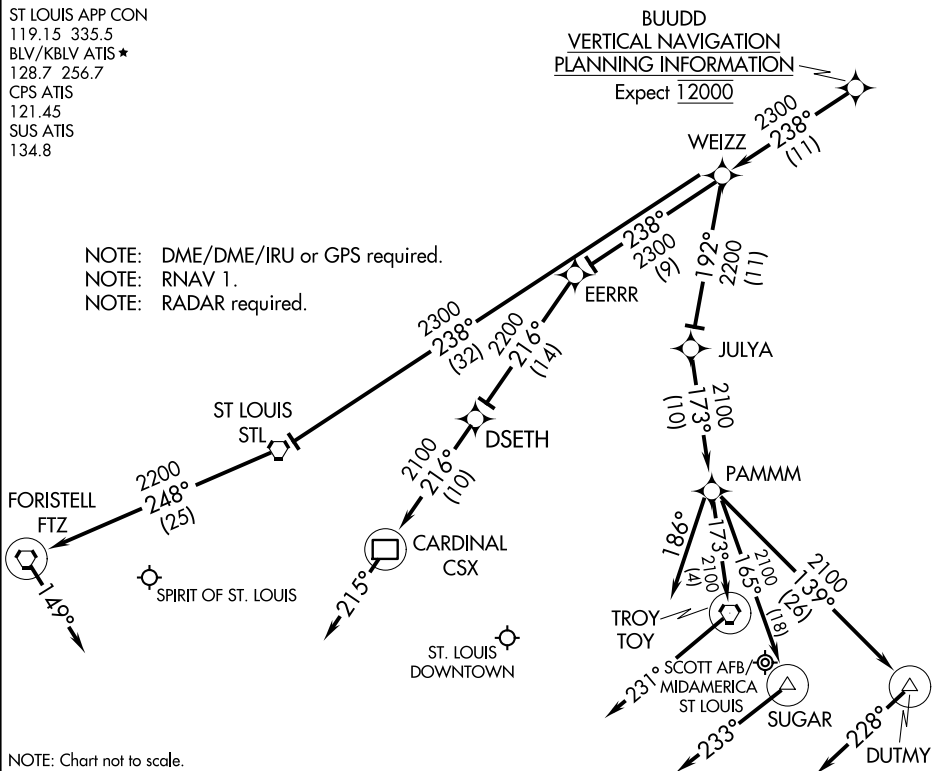 ST LOUIS APP CON
119.15 335.5
BLV/KBLV ATIS★
128.7 256.7
CPS ATIS
121.45
SUS ATIS
134.8
BUUDD
VERTICAL NAVIGATION
PLANNING INFORMATION
Expect 12000
2300
238°
(11)
WEIZZ
NOTE: DME/DME/IRU or GPS required.
NOTE: RNAV 1.
NOTE: RADAR required.
238°
2300
(9)
192°
2200
(11)
EERRR
2300
238°
(32)
2200
216°
(14)
JULYA
2100
173°
(10)
ST LOUIS
STL
DSETH
2100
216°
(10)
PAMMM
2200
248°
(25)
FORISTELL
FTZ
149°
SPIRIT OF ST. LOUIS
CARDINAL
CSX
215°
186°
173°
2100
(4)
2100
165°
(18)
2100
139°
(26)
TROY
TOY
231°
ST. LOUIS
DOWNTOWN
SCOTT AFB/
MIDAMERICA
ST LOUIS
SUGAR
233°
228°
DUTMY
NOTE: Chart not to scale.